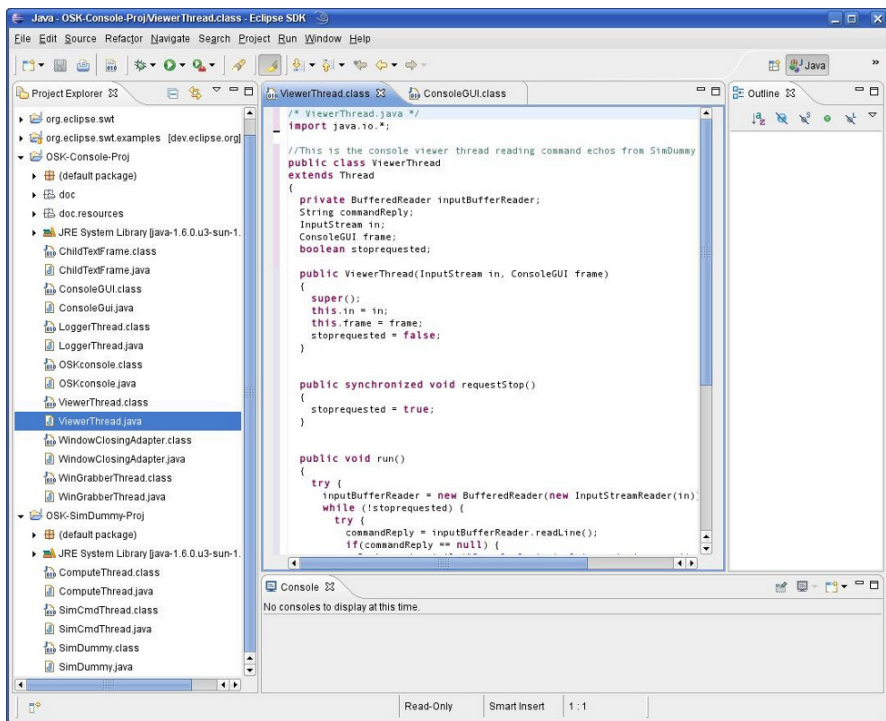 Java - OSK-Console-Proj/ViewerThread.class - Eclipse SDK
File Edit Source Refactor Navigate Search Project Run Window Help
Java
Project Explorer
org.eclipse.swt
org.eclipse.swt.examples [dev.eclipse.org]
OSK-Console-Proj
(default package)
doc
doc.resources
JRE System Library [java-1.6.0.u3-sun-1.
ChildTextFrame.class
ChildTextFrame.java
ConsoleGUI.class
ConsoleGui.java
LoggerThread.class
LoggerThread.java
OSKconsole.class
OSKconsole.java
ViewerThread.class
ViewerThread.java
WindowClosingAdapter.class
WindowClosingAdapter.java
WinGrabberThread.class
WinGrabberThread.java
OSK-SimDummy-Proj
(default package)
JRE System Library [java-1.6.0.u3-sun-1.
ComputeThread.class
ComputeThread.java
SimCmdThread.class
SimCmdThread.java
SimDummy.class
SimDummy.java
ViewerThread.class ConsoleGUI.class
/* ViewerThread.java */
import java.io.*;
//This is the console viewer thread reading command echos from SimDummy
public class ViewerThread
extends Thread
{
private BufferedReader inputBufferReader;
String commandReply;
InputStream in;
ConsoleGUI frame;
boolean stoprequested;
public ViewerThread(InputStream in, ConsoleGUI frame)
{
super();
this.in = in;
this.frame = frame;
stoprequested = false;
}
public synchronized void requestStop()
{
stoprequested = true;
}
public void run()
{
try {
inputBufferReader = new BufferedReader(new InputStreamReader(in)
while (!stoprequested) {
try {
commandReply = inputBufferReader.readLine();
if(commandReply == null) {
Outline
Console
No consoles to display at this time.
Read-Only Smart Insert 1 : 1